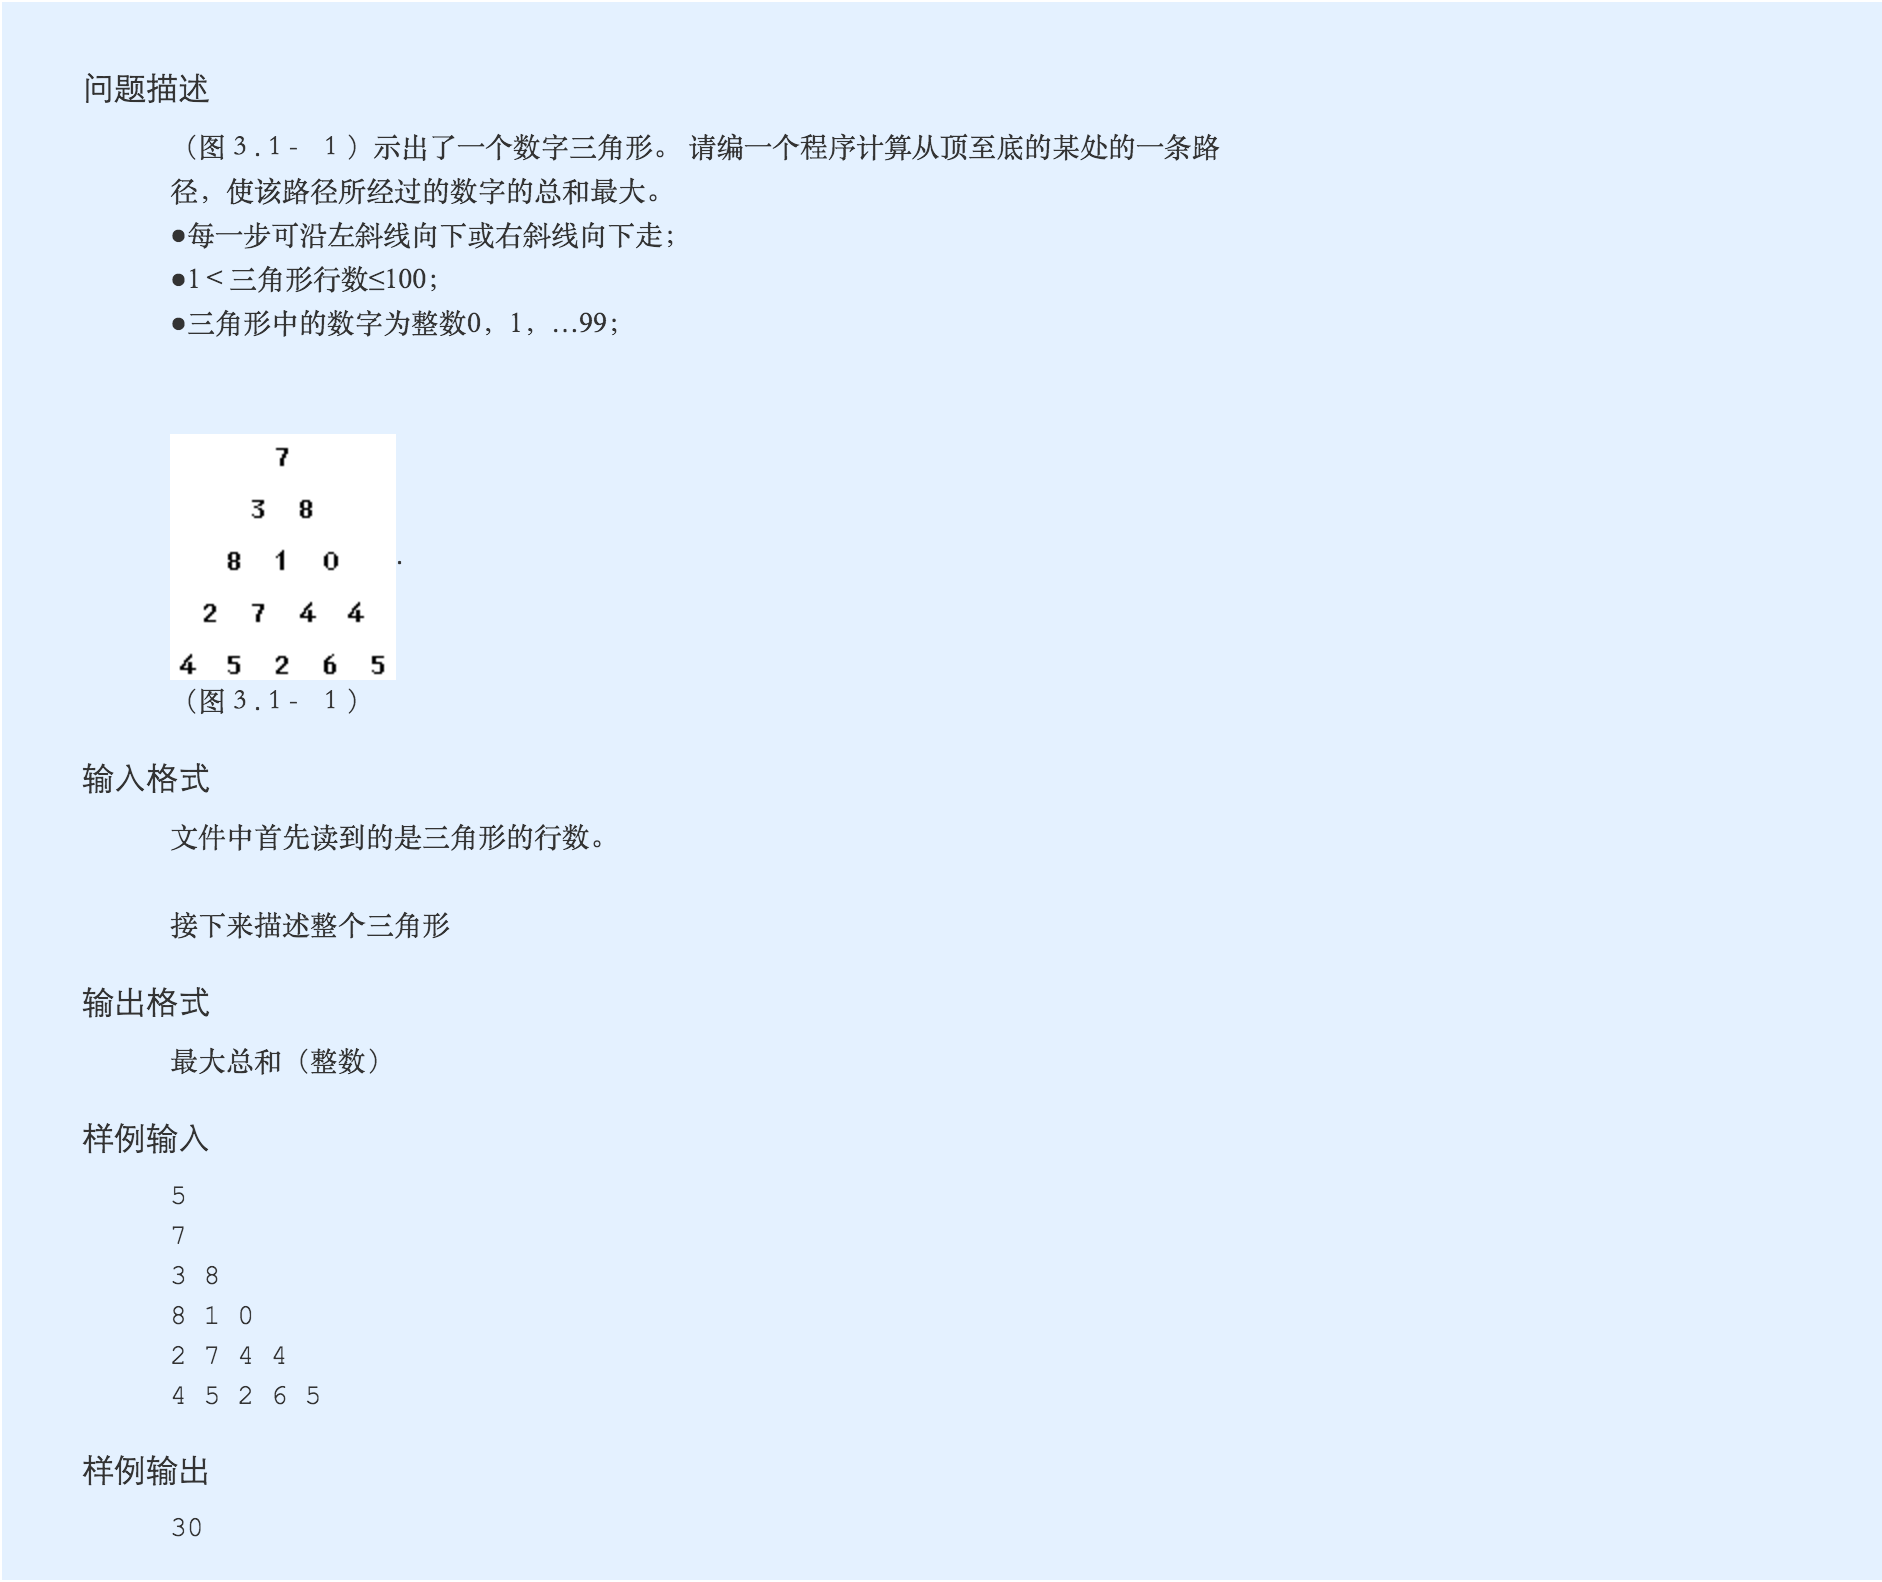 问题描述
（图３.１－ １）示出了一个数字三角形。 请编一个程序计算从顶至底的某处的一条路
径，使该路径所经过的数字的总和最大。
●每一步可沿左斜线向下或右斜线向下走；
●1＜三角形行数≤100；
●三角形中的数字为整数0，1，…99；
7
3 8
8 1 0
.
2 7 4 4
4 5 2 6 5
（图３.１－ １）
输入格式
文件中首先读到的是三角形的行数。
接下来描述整个三角形
输出格式
最大总和（整数）
样例输入
5
7
3 8
8 1 0
2 7 4 4
4 5 2 6 5
样例输出
30